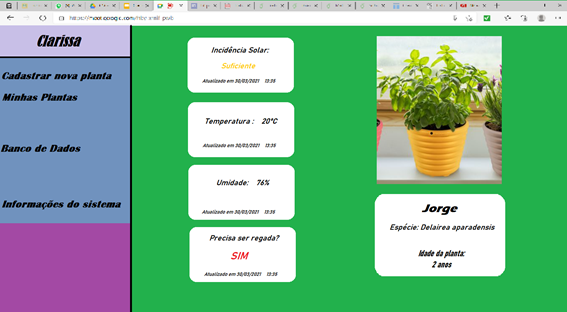 Clarissa
Cadastrar nova planta
Minhas Plantas
Banco de Dados
Informações do sistema
Incidência Solar:
Suficiente
Atualizado em 30/03/2021 13:35
Temperatura : 20°C
Atualizado em 30/03/2021 13:35
Umidade: 76%
Atualizado em 30/03/2021 13:35
Precisa ser regada?
SIM
Atualizado em 30/03/2021 13:35
Jorge
Espécie: Delairea aparadensis
Idade da planta:
2 anos